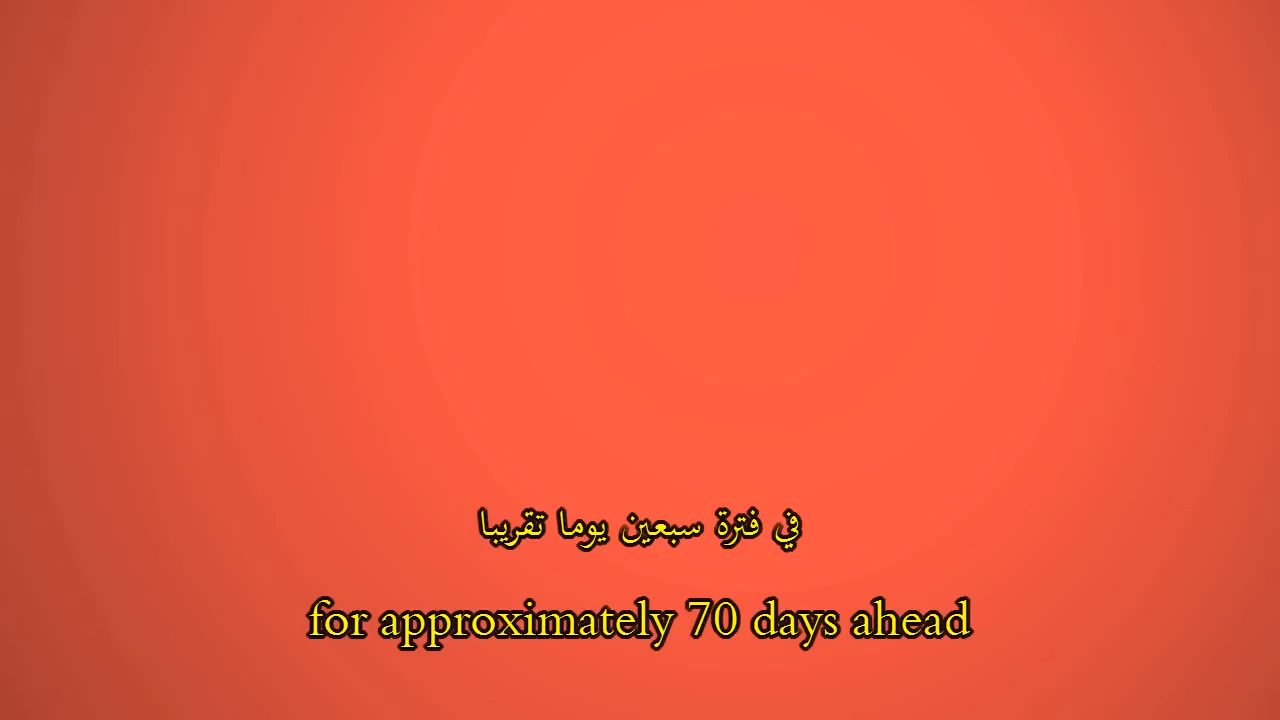 في فترة سبعين يوما تقريبا
for approximately 70 days ahead